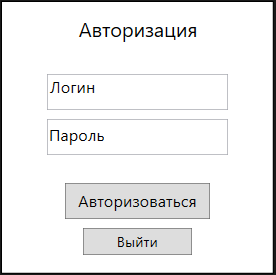 Авторизация
Логин
Пароль
Авторизоваться
Выйти